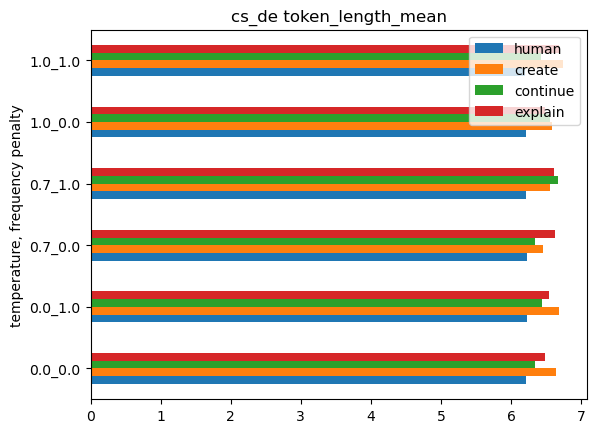 cs_de token_length_mean
temperature, frequency penalty
1.0_1.0
1.0_0.0
0.7_1.0
0.7_0.0
0.0_1.0
0.0_0.0
human
create
continue
explain
0 1 2 3 4 5 6 7